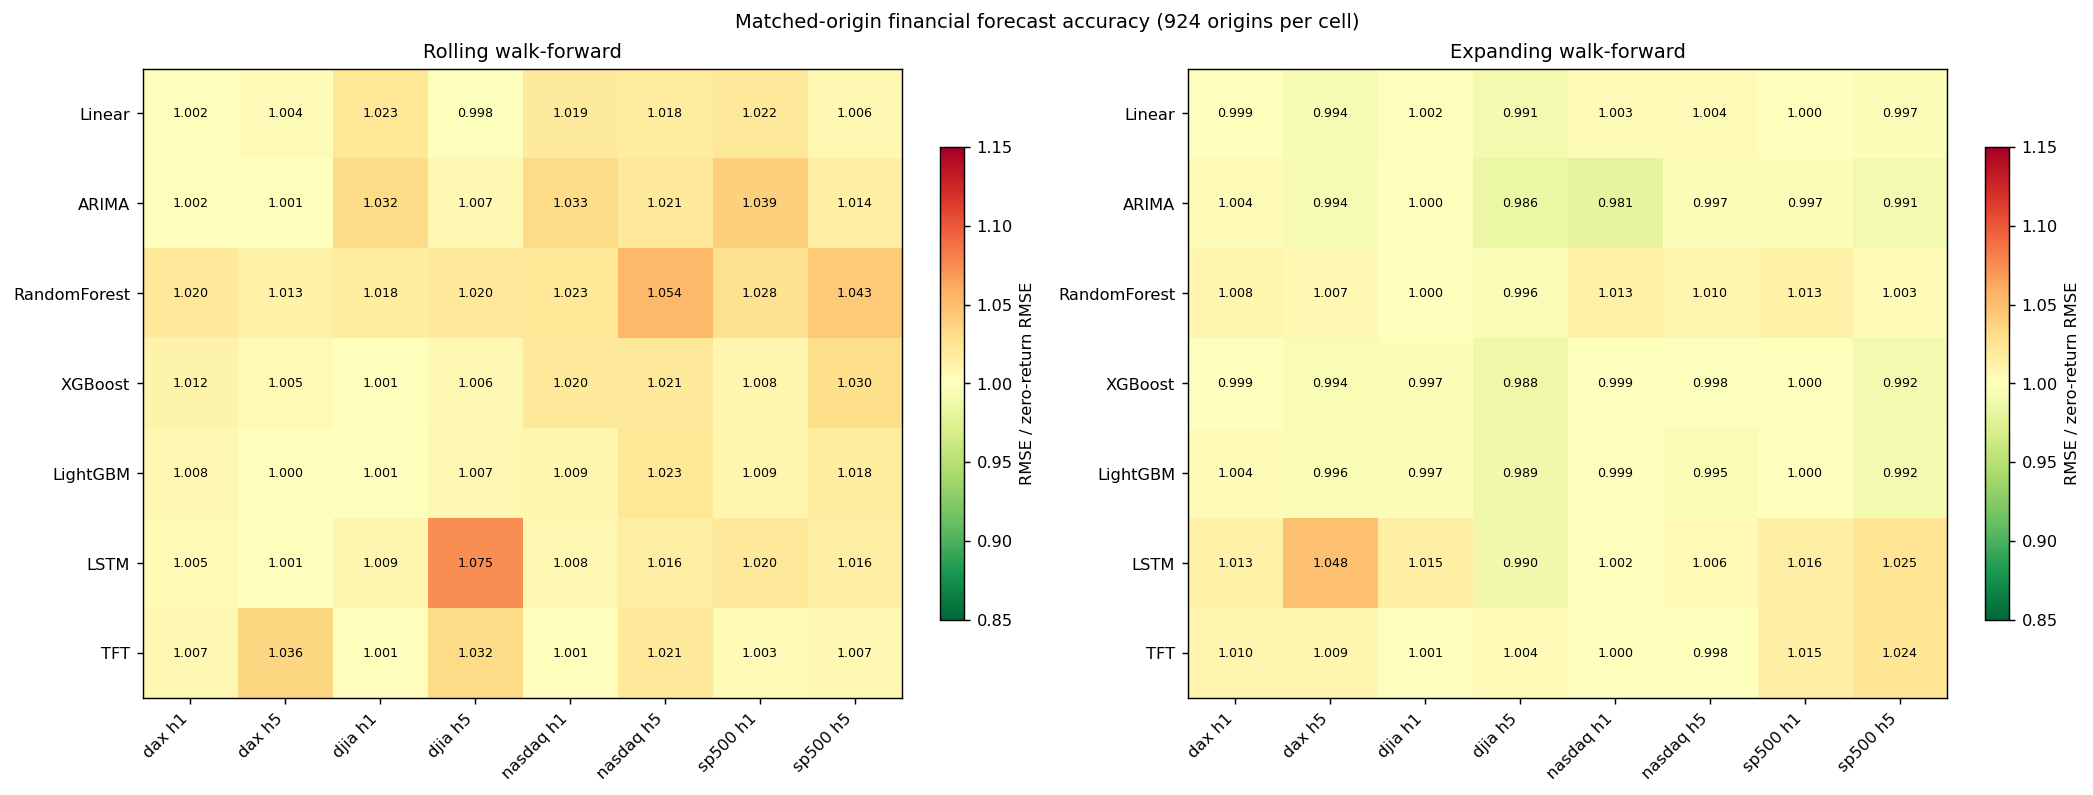 Matched-origin financial forecast accuracy (924 origins per cell)
Rolling walk-forward
Linear 1.002 1.004 1.023 0.998 1.019 1.018 1.022 1.006
ARIMA 1.002 1.001 1.032 1.007 1.033 1.021 1.039 1.014
RandomForest 1.020 1.013 1.018 1.020 1.023 1.054 1.028 1.043
XGBoost 1.012 1.005 1.001 1.006 1.020 1.021 1.008 1.030
LightGBM 1.008 1.000 1.001 1.007 1.009 1.023 1.009 1.018
LSTM 1.005 1.001 1.009 1.075 1.008 1.016 1.020 1.016
TFT 1.007 1.036 1.001 1.032 1.001 1.021 1.003 1.007
dax h1 dax h5 djia h1 djia h5 nasdaq h1 nasdaq h5 sp500 h1 sp500 h5
1.15
1.10
1.05
1.00
0.95
0.90
0.85
RMSE / zero-return RMSE
Expanding walk-forward
Linear 0.999 0.994 1.002 0.991 1.003 1.004 1.000 0.997
ARIMA 1.004 0.994 1.000 0.986 0.981 0.997 0.997 0.991
RandomForest 1.008 1.007 1.000 0.996 1.013 1.010 1.013 1.003
XGBoost 0.999 0.994 0.997 0.988 0.999 0.998 1.000 0.992
LightGBM 1.004 0.996 0.997 0.989 0.999 0.995 1.000 0.992
LSTM 1.013 1.048 1.015 0.990 1.002 1.006 1.016 1.025
TFT 1.010 1.009 1.001 1.004 1.000 0.998 1.015 1.024
dax h1 dax h5 djia h1 djia h5 nasdaq h1 nasdaq h5 sp500 h1 sp500 h5
1.15
1.10
1.05
1.00
0.95
0.90
0.85
RMSE / zero-return RMSE